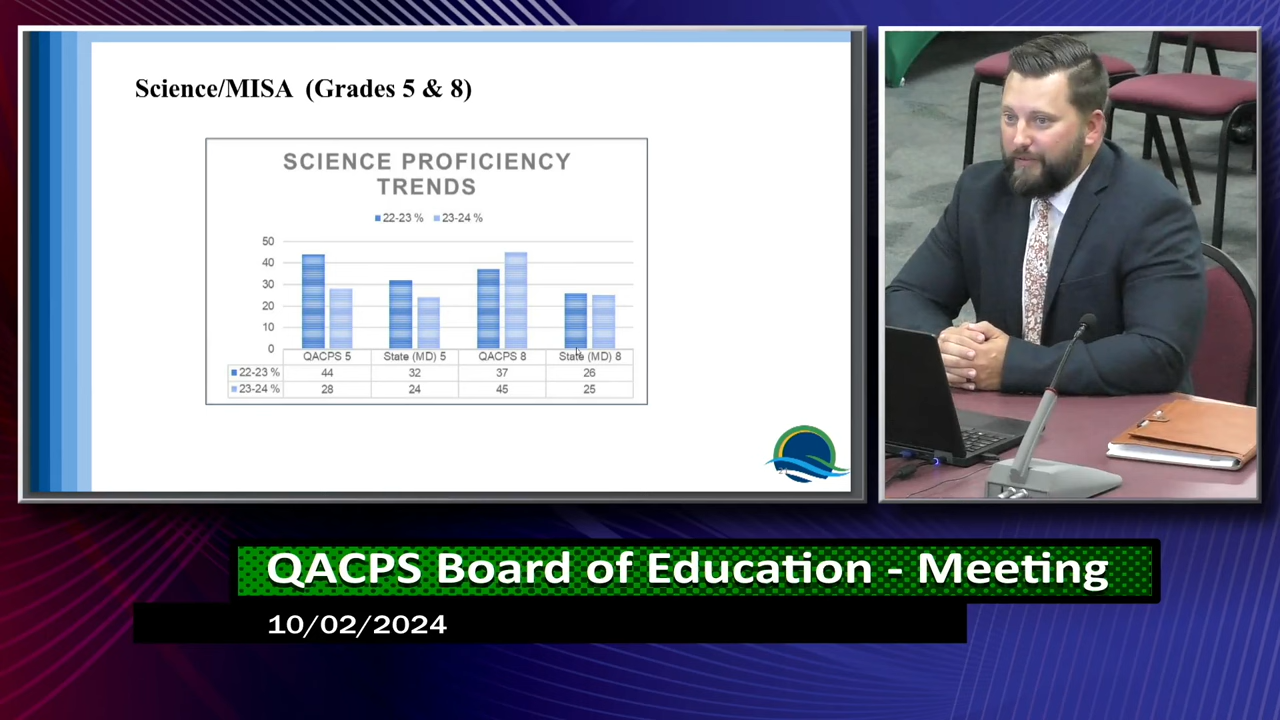 Science/MISA (Grades 5 & 8)
SCIENCE PROFICIENCY
TRENDS
22-23 % 23-24 %
50
40
30
20
10
0
QACPS 5 State (MD) 5 QACPS 8 State (MD) 8
22-23 % 44 32 37 26
23-24 % 28 24 45 25
QACPS Board of Education - Meeting
10/02/2024